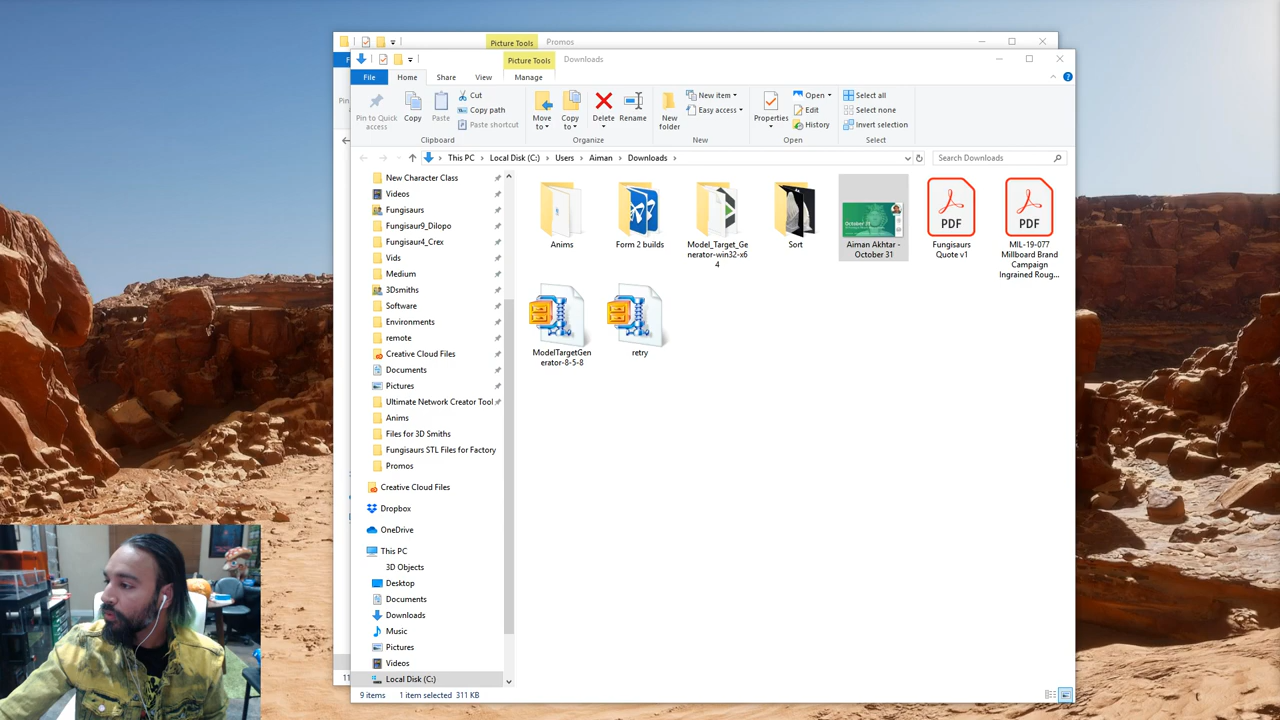 Picture Tools
Promos
Picture Tools
Downloads
File
Home
Share
View
Manage
Pin to Quick
access
Copy
Paste
Cut
Copy path
Paste shortcut
Clipboard
Move
to
Copy
to
Delete
Rename
Organize
New
folder
New item
Easy access
New
Properties
Open
Edit
History
Open
Select all
Select none
Invert selection
Select
This PC
Local Disk (C:)
Users
Aiman
Downloads
Search Downloads
New Character Class
Videos
Fungisaurs
Fungisaur9_Dilopo
Fungisaur4_Crex
Vids
Medium
3Dsmiths
Software
Environments
remote
Creative Cloud Files
Documents
Pictures
Ultimate Network Creator Tool
Anims
Files for 3D Smiths
Fungisaurs STL Files for Factory
Promos
Creative Cloud Files
Dropbox
OneDrive
This PC
3D Objects
Desktop
Documents
Downloads
Music
Pictures
Videos
Local Disk (C:)
Anims
Form 2 builds
Model_Target_Ge
nerator-win32-x6
4
Sort
October 31
Aiman Akhtar -
October 31
PDF
Fungisaurs
Quote v1
PDF
MIL-19-077
Millboard Brand
Campaign
Ingrained Roug...
ModelTargetGen
erator-8-5-8
retry
9 items
1 item selected 311 KB